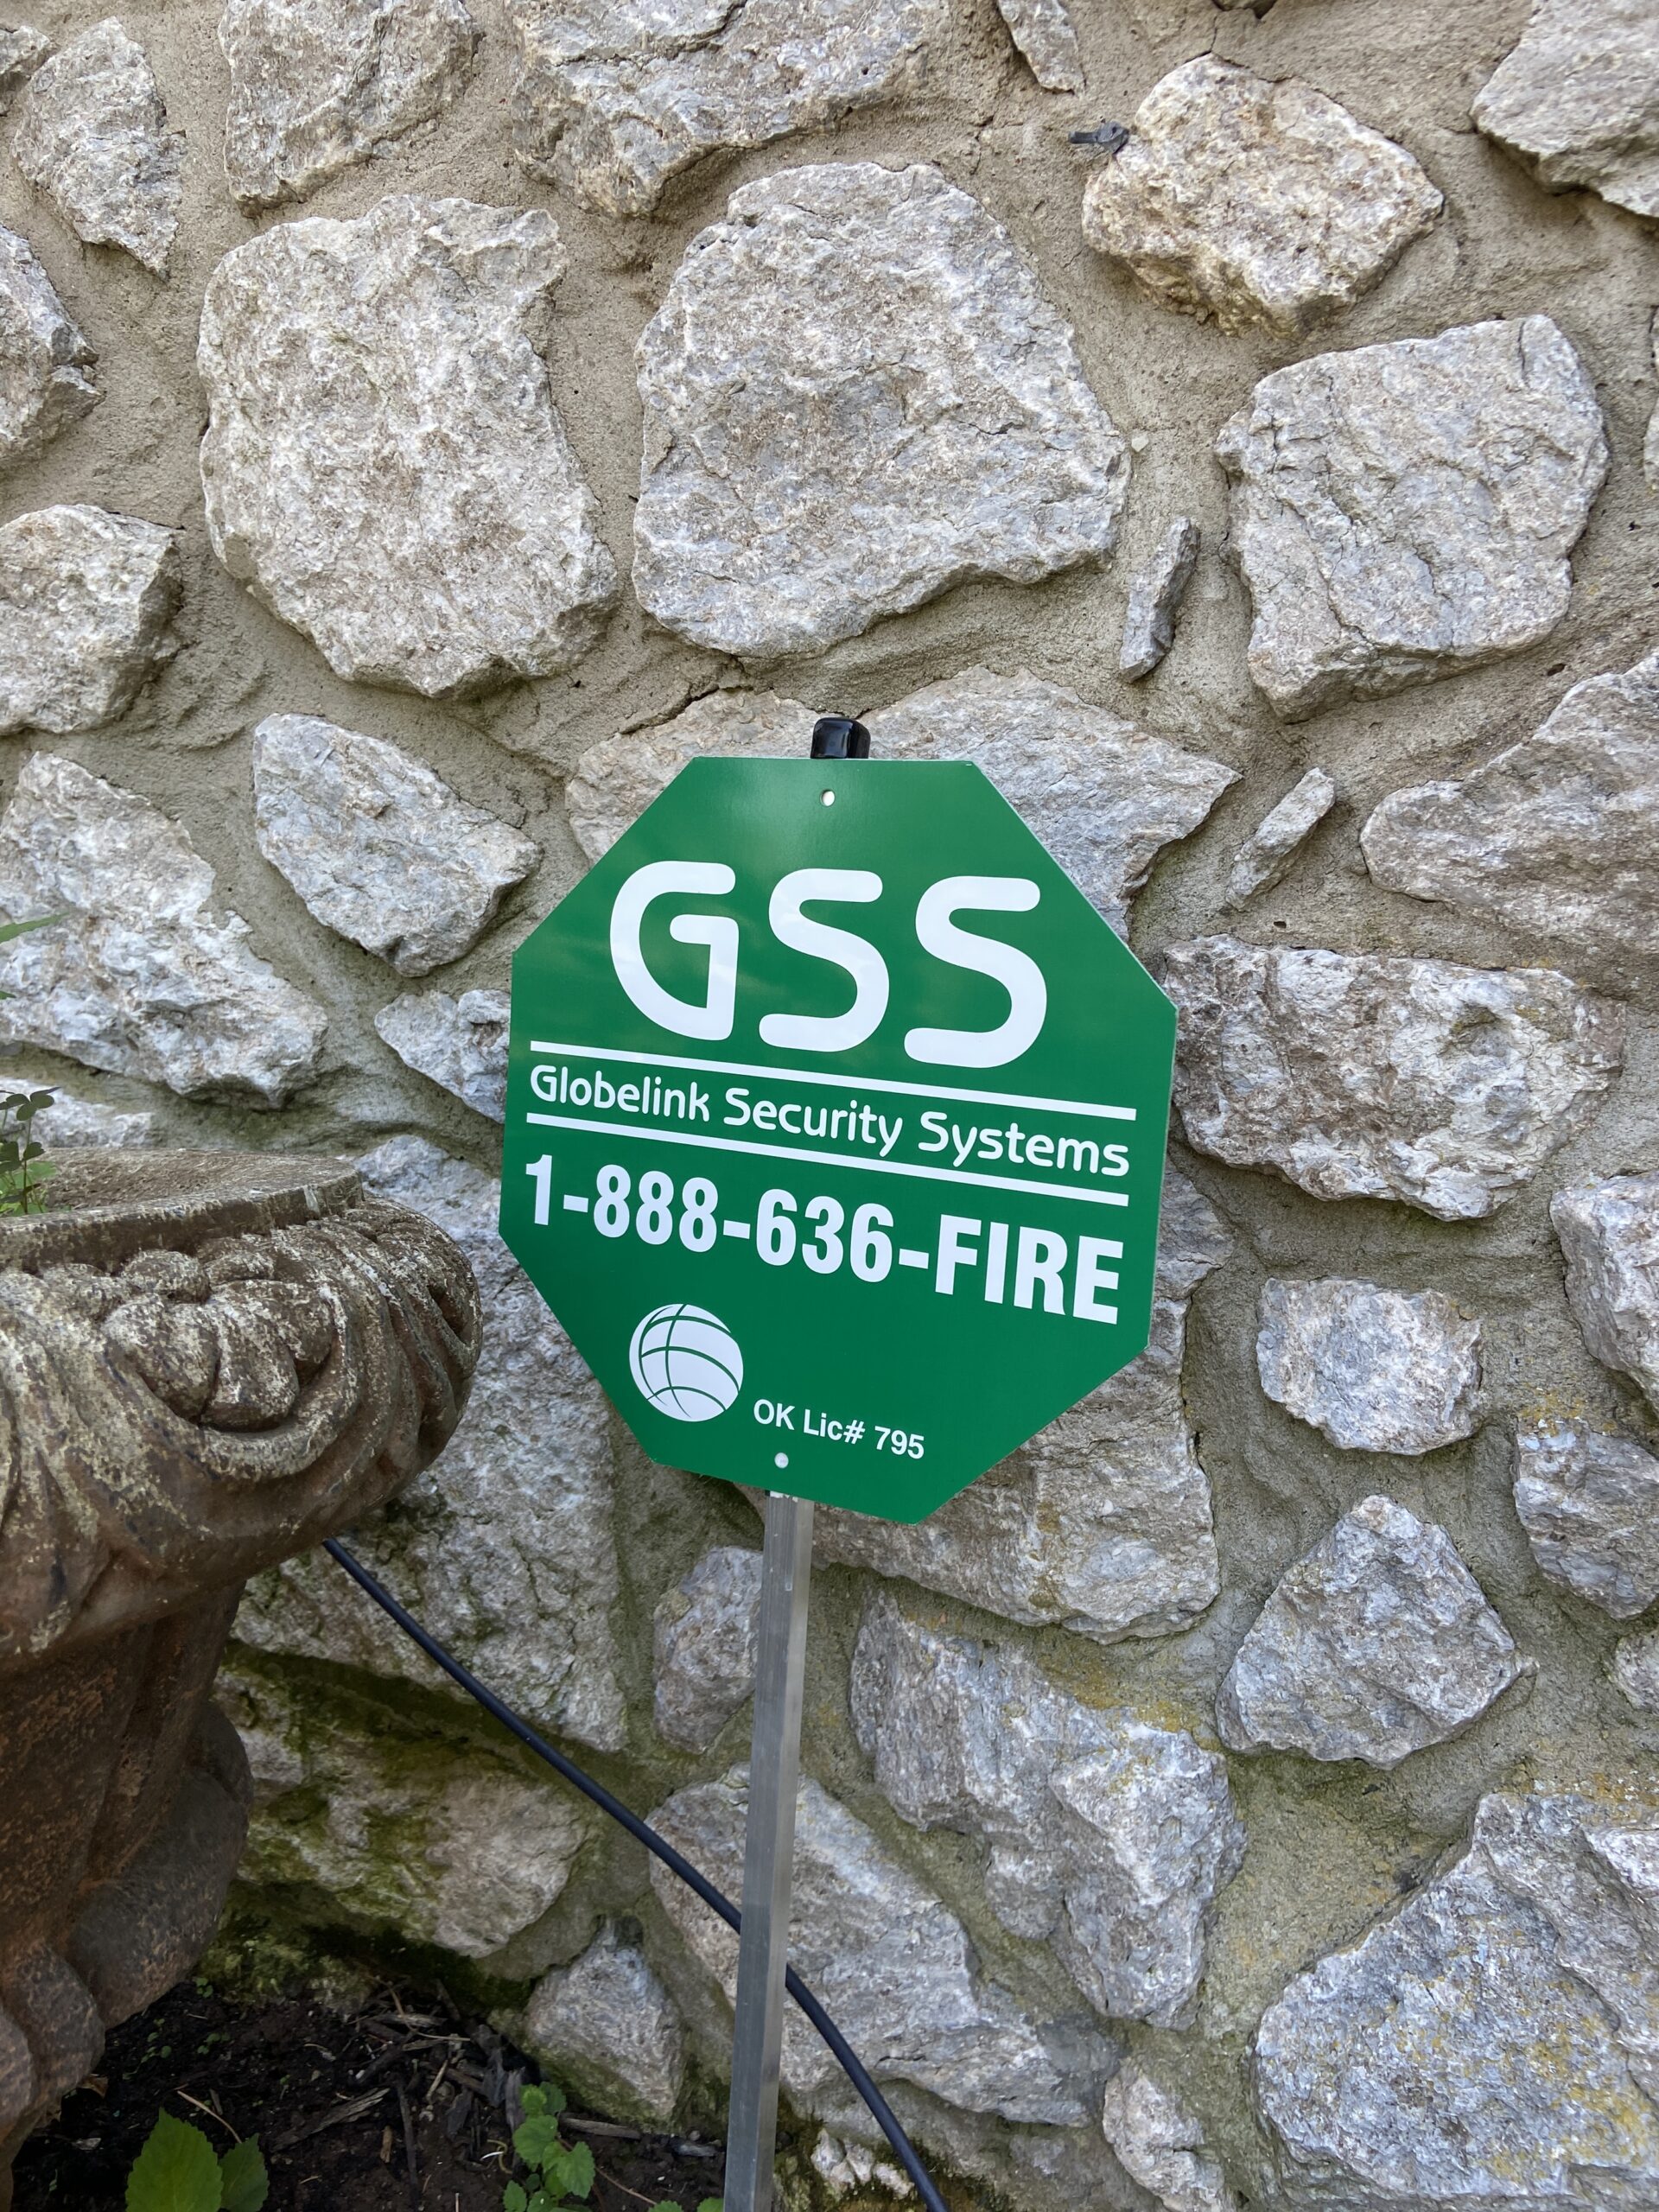 GSS
Globelink Security Systems
1-888-636-FIRE
OK Lic# 795